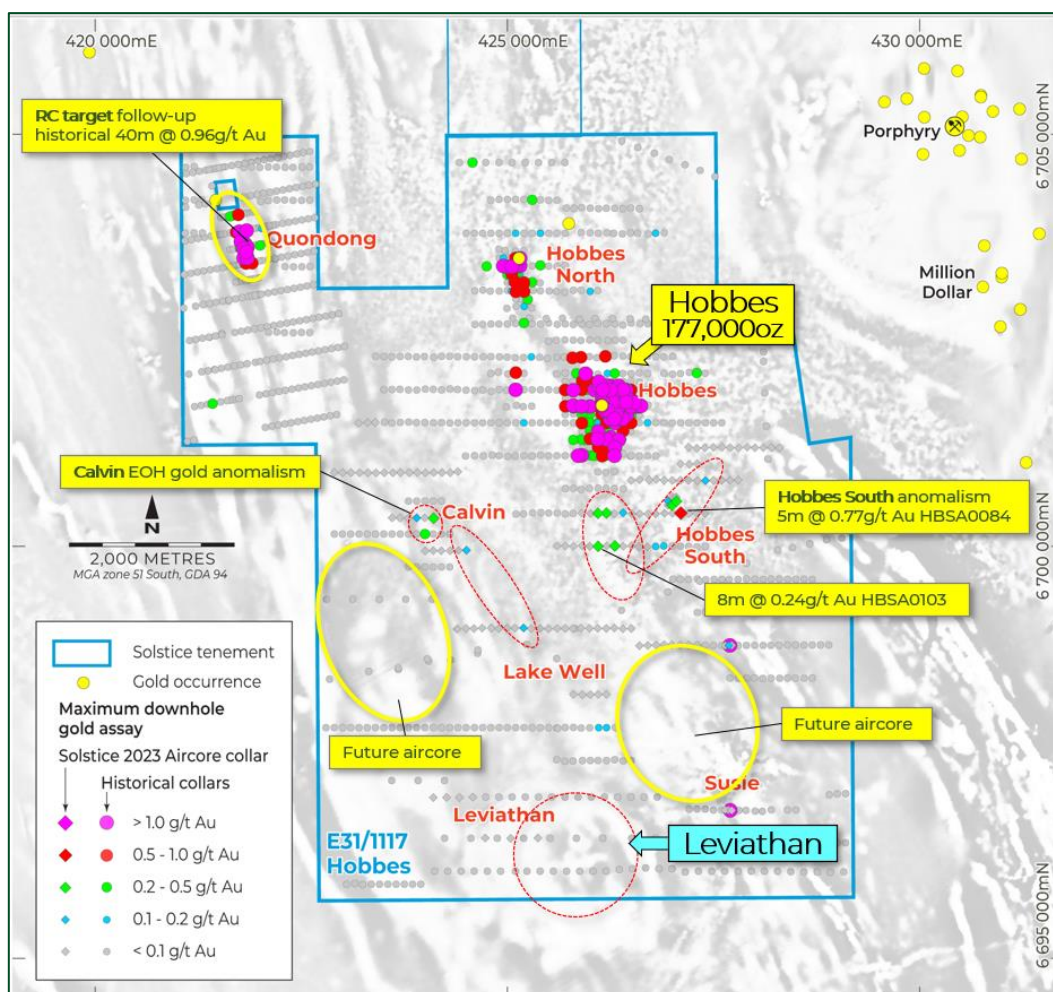 420 000mE
425 000mE
430 000mE
6 705 000mN
6 700 000mN
6 695 000mN
RC target follow-up
historical 40m @ 0.96g/t Au
Porphyry
Quondong
Hobbes
North
Million
Dollar
Hobbes
177,000oz
Hobbes
Calvin EOH gold anomalism
Calvin
Hobbes South anomalism
5m @ 0.77g/t Au HBSA0084
Hobbes
South
N
2,000 METRES
MGA zone 51 South, GDA 94
8m @ 0.24g/t Au HBSA0103
Lake Well
Future aircore
Future aircore
Susie
Leviathan
Leviathan
E31/1117
Hobbes
Solstice tenement
Gold occurrence
Maximum downhole
gold assay
Solstice 2023 Aircore collar
Historical collars
> 1.0 g/t Au
0.5 - 1.0 g/t Au
0.2 - 0.5 g/t Au
0.1 - 0.2 g/t Au
< 0.1 g/t Au